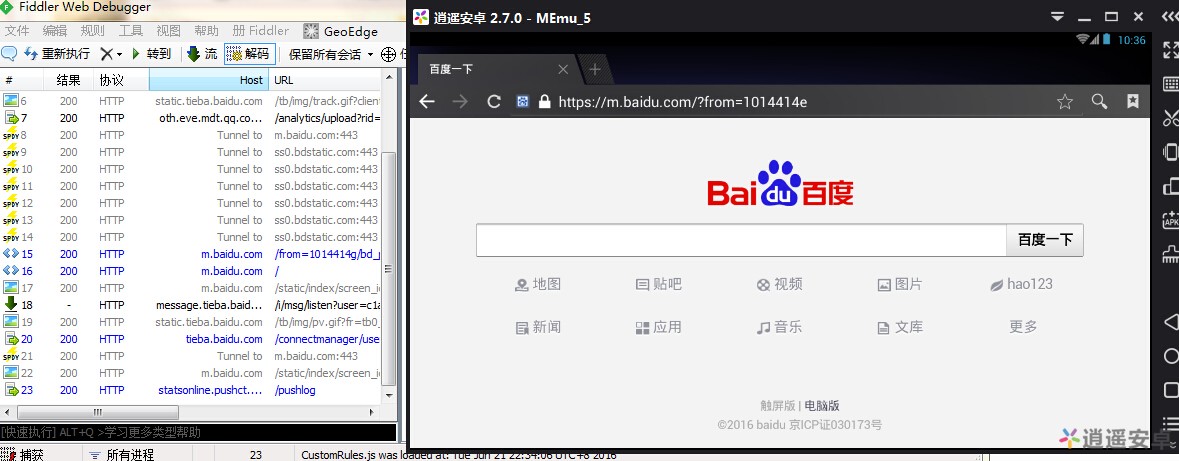 Fiddler Web Debugger
文件 编辑 规则 工具 视图 帮助 册 Fiddler GeoEdge
重新执行 转到 流 解码 保留所有会话
# 结果 协议 Host URL
6 200 HTTP static.tieba.baidu.com /tb/img/track.gif?client
7 200 HTTP oth.eve.mdt.qq.co... /analytics/upload?rid=
8 200 HTTP Tunnel to m.baidu.com:443
9 200 HTTP Tunnel to ss0.bdstatic.com:443
10 200 HTTP Tunnel to ss0.bdstatic.com:443
11 200 HTTP Tunnel to ss0.bdstatic.com:443
12 200 HTTP Tunnel to ss0.bdstatic.com:443
13 200 HTTP Tunnel to ss0.bdstatic.com:443
14 200 HTTP Tunnel to ss0.bdstatic.com:443
15 200 HTTP m.baidu.com /from=1014414g/bd_
16 200 HTTP m.baidu.com /
17 200 HTTP m.baidu.com /static/index/screen_ic
18 - HTTP message.tieba.baid... /i/msg/listen?user=c1a
19 200 HTTP static.tieba.baidu.com /tb/img/pv.gif?fr=tb0_
20 200 HTTP tieba.baidu.com /connectmanager/use
21 200 HTTP Tunnel to m.baidu.com:443
22 200 HTTP m.baidu.com /static/index/screen_ic
23 200 HTTP statsonline.pushct.... /pushlog
[快速执行] ALT+Q >学习更多类型帮助
捕获 所有进程 23 CustomRules.js was loaded at: Tue Jun 21 22:34:06 UTC+8 2016
逍遥安卓 2.7.0 - MEmu_5
10:36
百度一下
https://m.baidu.com/?from=1014414e
Bai du 百度
百度一下
地图 贴吧 视频 图片 hao123
新闻 应用 音乐 文库 更多
触屏版 | 电脑版
©2016 baidu 京ICP证030173号
APK
逍遥安卓